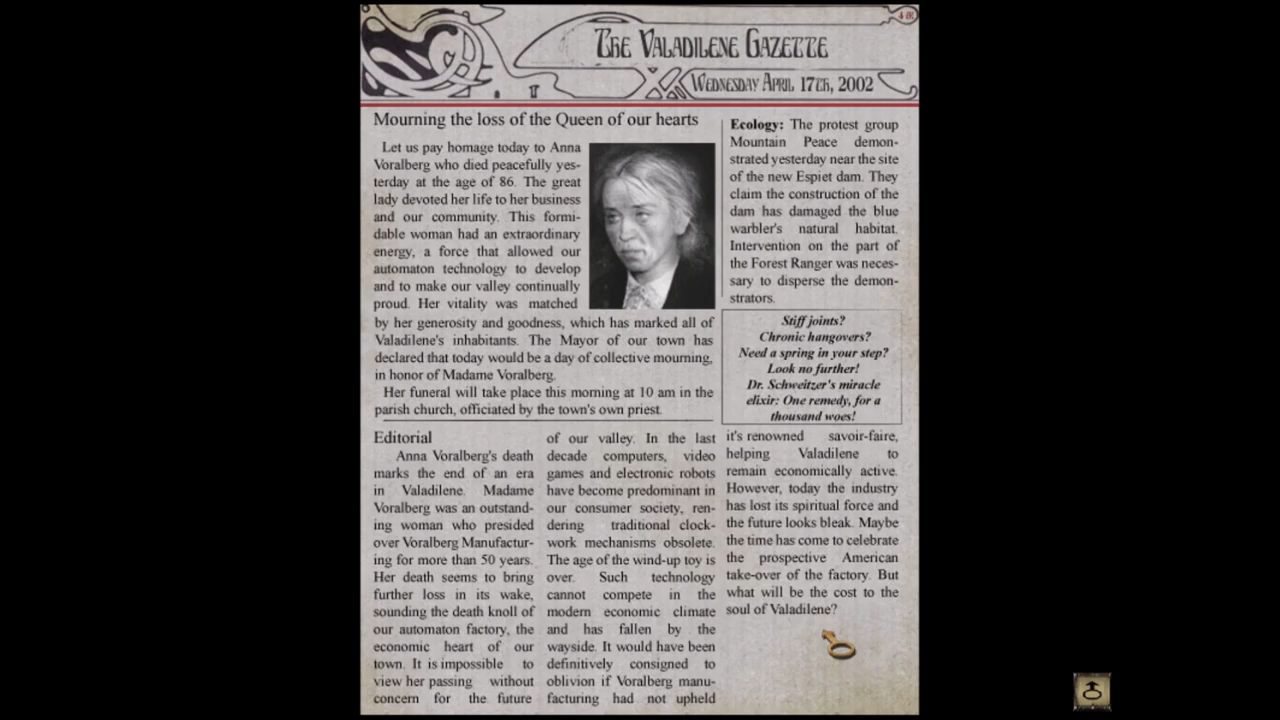 The Valadilene Gazette
Wednesday April 17th, 2002
Mourning the loss of the Queen of our hearts
Let us pay homage today to Anna
Voralberg who died peacefully yes-
terday at the age of 86. The great
lady devoted her life to her business
and our community. This formi-
dable woman had an extraordinary
energy, a force that allowed our
automaton technology to develop
and to make our valley continually
proud. Her vitality was matched
by her generosity and goodness, which has marked all of
Valadilene's inhabitants. The Mayor of our town has
declared that today would be a day of collective mourning,
in honor of Madame Voralberg.
Her funeral will take place this morning at 10 am in the
parish church, officiated by the town's own priest.
Ecology: The protest group
Mountain Peace demon-
strated yesterday near the site
of the new Espiet dam. They
claim the construction of the
dam has damaged the blue
warbler's natural habitat.
Intervention on the part of
the Forest Ranger was neces-
sary to disperse the demon-
strators.
Stiff joints?
Chronic hangovers?
Need a spring in your step?
Look no further!
Dr. Schweitzer's miracle
elixir: One remedy, for a
thousand woes!
Editorial
Anna Voralberg's death
marks the end of an era
in Valadilene. Madame
Voralberg was an outstand-
ing woman who presided
over Voralberg Manufactur-
ing for more than 50 years.
Her death seems to bring
further loss in its wake,
sounding the death knoll of
our automaton factory, the
economic heart of our
town. It is impossible to
view her passing without
concern for the future
of our valley. In the last
decade computers, video
games and electronic robots
have become predominant in
our consumer society, ren-
dering traditional clock-
work mechanisms obsolete.
The age of the wind-up toy is
over. Such technology
cannot compete in the
modern economic climate
and has fallen by the
wayside. It would have been
definitively consigned to
oblivion if Voralberg manu-
facturing had not upheld
it's renowned savoir-faire,
helping Valadilene to
remain economically active.
However, today the industry
has lost its spiritual force and
the future looks bleak. Maybe
the time has come to celebrate
the prospective American
take-over of the factory. But
what will be the cost to the
soul of Valadilene?